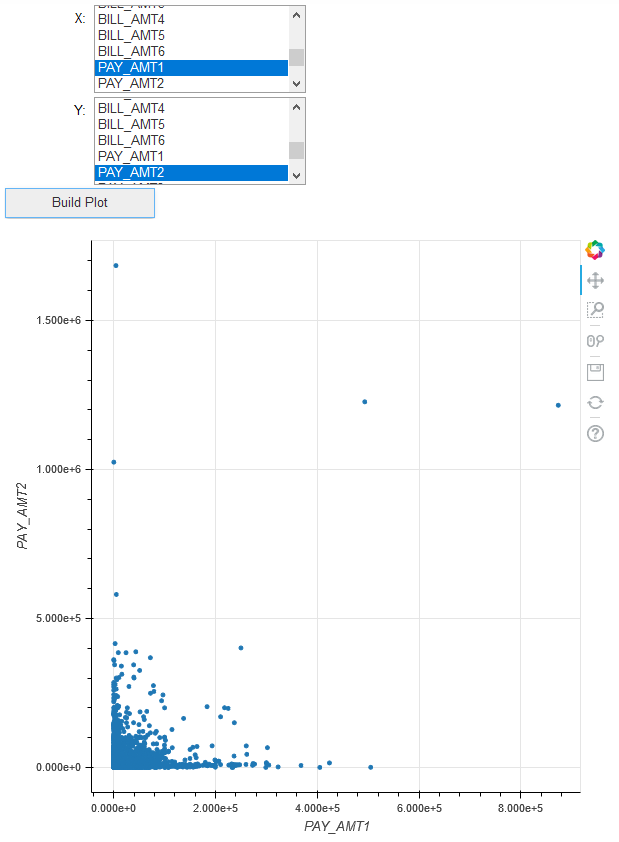 X:
BILL_AMT4
BILL_AMT5
BILL_AMT6
PAY_AMT1
PAY_AMT2
Y:
BILL_AMT4
BILL_AMT5
BILL_AMT6
PAY_AMT1
PAY_AMT2
Build Plot
1.500e+6
1.000e+6
5.000e+5
0.000e+0
PAY_AMT2
0.000e+0 2.000e+5 4.000e+5 6.000e+5 8.000e+5
PAY_AMT1